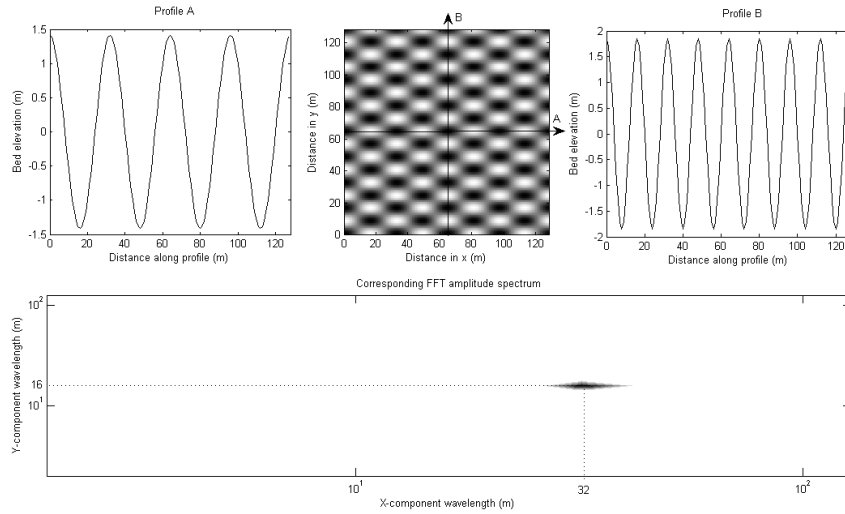 Profile A
Bed elevation (m)
1.5
1
0.5
0
-0.5
-1
-1.5
0 20 40 60 80 100 120
Distance along profile (m)
B
A
Distance in y (m)
120
100
80
60
40
20
0
0 20 40 60 80 100 120
Distance in x (m)
Profile B
Bed elevation (m)
2
1.5
1
0.5
0
-0.5
-1
-1.5
-2
0 20 40 60 80 100 120
Distance along profile (m)
Corresponding FFT amplitude spectrum
Y-component wavelength (m)
10²
16
10¹
10¹ 32 10²
X-component wavelength (m)